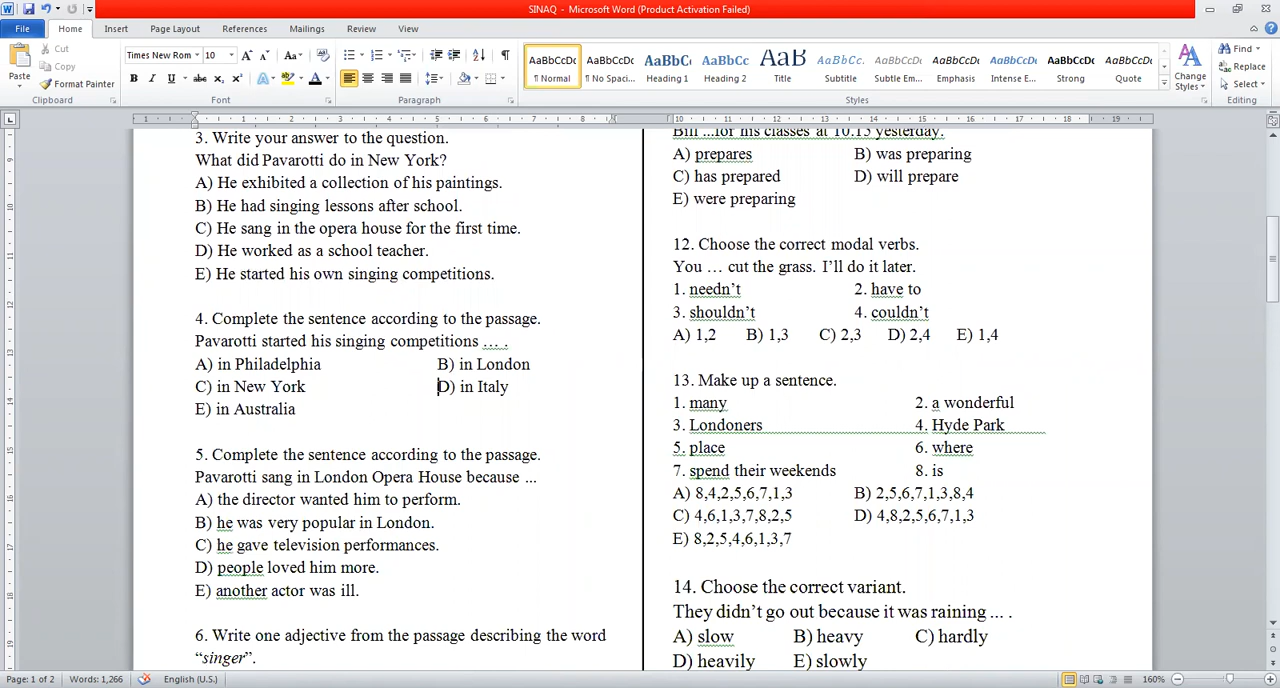 SINAQ - Microsoft Word (Product Activation Failed)
File Home Insert Page Layout References Mailings Review View
Paste Cut Copy Format Painter
Times New Rom 10 Aa
AaBbCcDc AaBbCcDc AaBbC AaBbCc AaB AaBbCc. AaBbCcDc AaBbCcDc AaBbCcDc AaBbCcDc AaBbCcDc
¶ Normal ¶ No Spaci... Heading 1 Heading 2 Title Subtitle Subtle Em... Emphasis Intense E... Strong Quote
Change Styles
Find Replace Select
Clipboard Font Paragraph Styles Editing
3. Write your answer to the question.
What did Pavarotti do in New York?
A) He exhibited a collection of his paintings.
B) He had singing lessons after school.
C) He sang in the opera house for the first time.
D) He worked as a school teacher.
E) He started his own singing competitions.
4. Complete the sentence according to the passage.
Pavarotti started his singing competitions … .
A) in Philadelphia B) in London
C) in New York D) in Italy
E) in Australia
5. Complete the sentence according to the passage.
Pavarotti sang in London Opera House because ...
A) the director wanted him to perform.
B) he was very popular in London.
C) he gave television performances.
D) people loved him more.
E) another actor was ill.
6. Write one adjective from the passage describing the word
“singer”.
Bill ...for his classes at 10.15 yesterday.
A) prepares B) was preparing
C) has prepared D) will prepare
E) were preparing
12. Choose the correct modal verbs.
You … cut the grass. I’ll do it later.
1. needn’t 2. have to
3. shouldn’t 4. couldn’t
A) 1,2 B) 1,3 C) 2,3 D) 2,4 E) 1,4
13. Make up a sentence.
1. many 2. a wonderful
3. Londoners 4. Hyde Park
5. place 6. where
7. spend their weekends 8. is
A) 8,4,2,5,6,7,1,3 B) 2,5,6,7,1,3,8,4
C) 4,6,1,3,7,8,2,5 D) 4,8,2,5,6,7,1,3
E) 8,2,5,4,6,1,3,7
14. Choose the correct variant.
They didn’t go out because it was raining ... .
A) slow B) heavy C) hardly
D) heavily E) slowly
Page: 1 of 2 Words: 1,266 English (U.S.) 160%